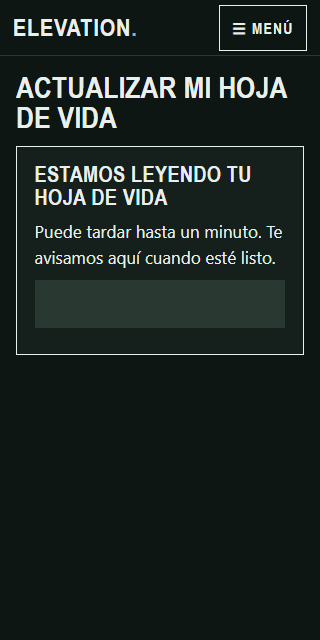 ELEVATION.
☰ MENÚ
ACTUALIZAR MI HOJA
DE VIDA
ESTAMOS LEYENDO TU
HOJA DE VIDA
Puede tardar hasta un minuto. Te
avisamos aquí cuando esté listo.